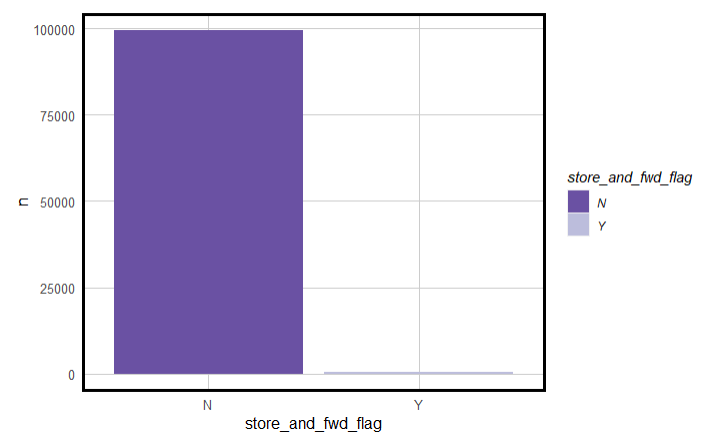 100000
75000
50000
25000
0
n
N
Y
store_and_fwd_flag
store_and_fwd_flag
N
Y